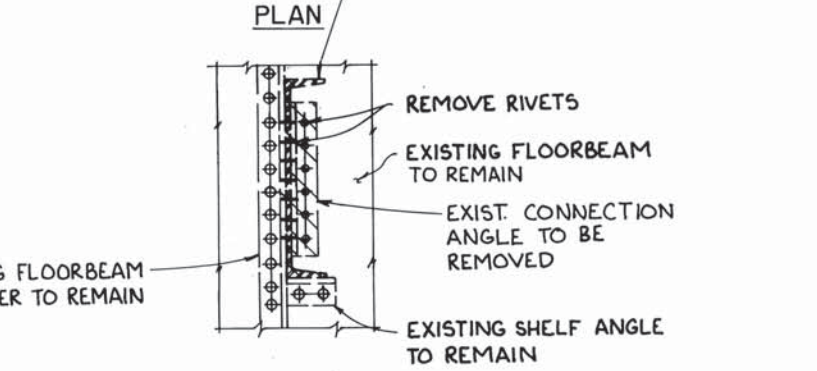 PLAN
REMOVE RIVETS
EXISTING FLOORBEAM
TO REMAIN
EXIST. CONNECTION
ANGLE TO BE
REMOVED
FLOORBEAM
TO REMAIN
EXISTING SHELF ANGLE
TO REMAIN